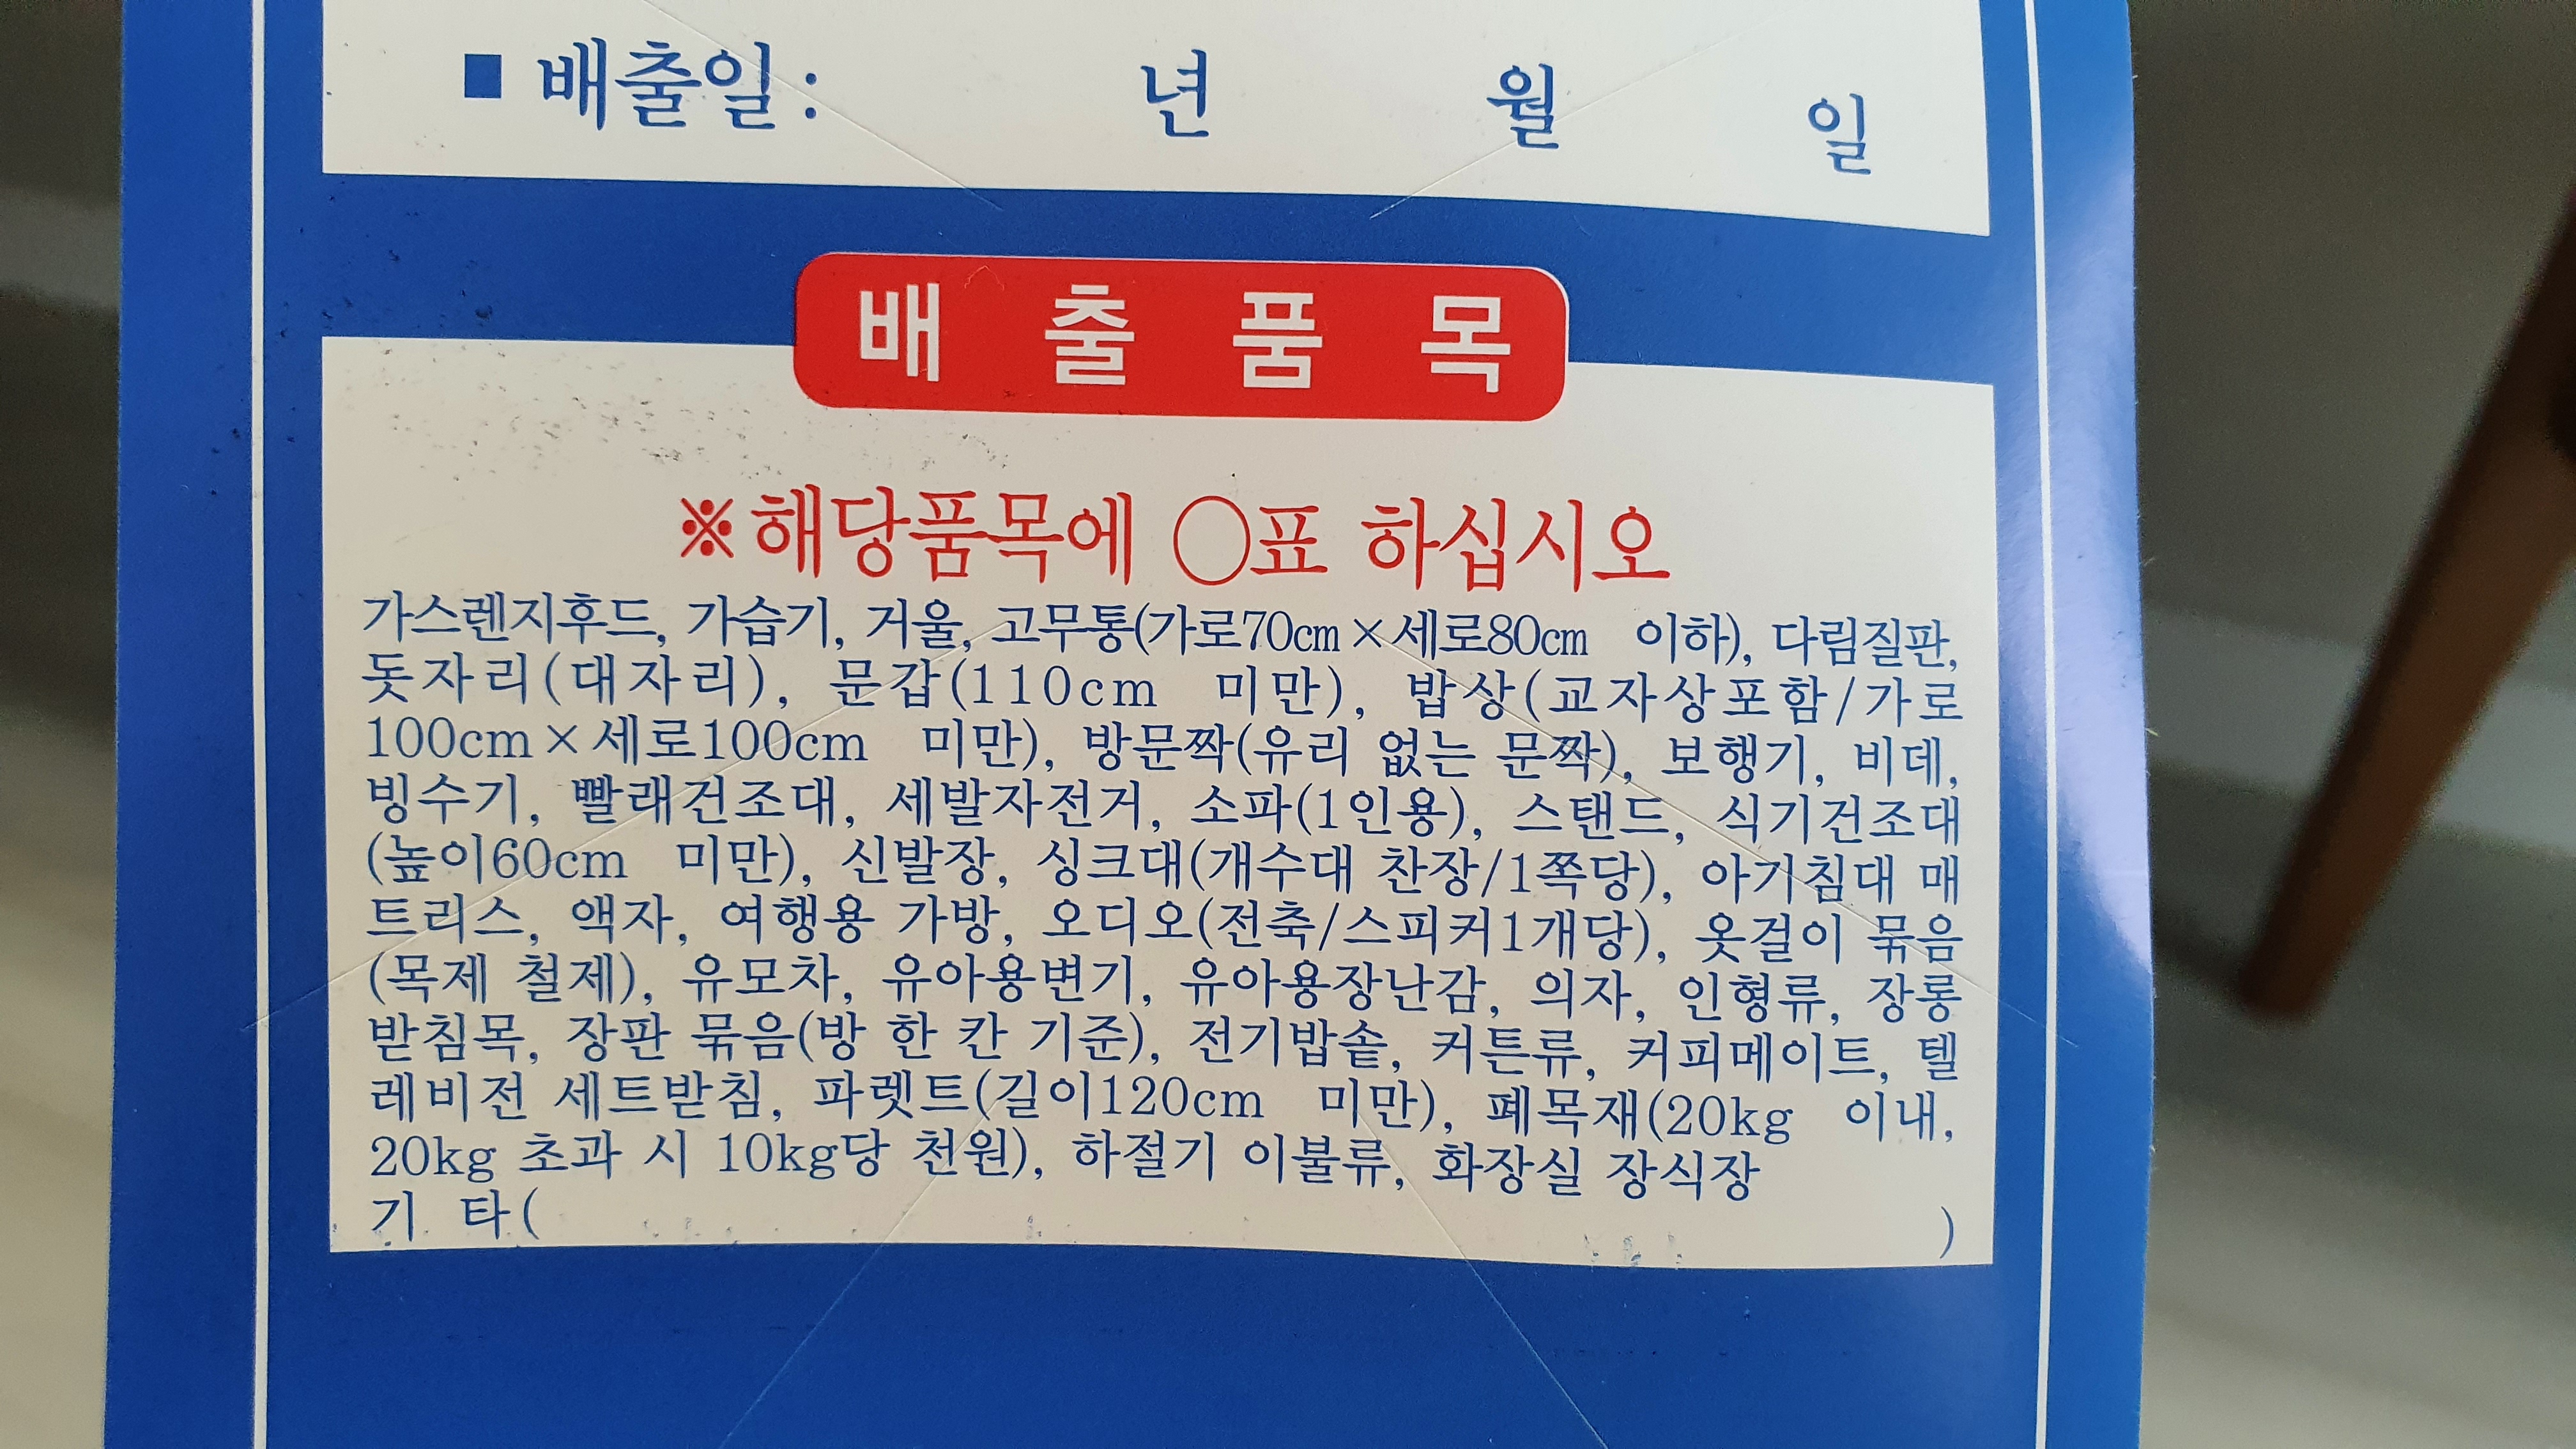 ■ 배출일: 년 월 일
배출품목
※해당품목에 ○표 하십시오
가스렌지후드, 가습기, 거울, 고무통(가로70㎝×세로80㎝ 이하), 다림질판,
돗자리(대자리), 문갑(110cm 미만), 밥상(교자상포함/가로
100cm×세로100cm 미만), 방문짝(유리 없는 문짝), 보행기, 비데,
빙수기, 빨래건조대, 세발자전거, 소파(1인용), 스탠드, 식기건조대
(높이60cm 미만), 신발장, 싱크대(개수대 찬장/1쪽당), 아기침대 매
트리스, 액자, 여행용 가방, 오디오(전축/스피커1개당), 옷걸이 묶음
(목제 철제), 유모차, 유아용변기, 유아용장난감, 의자, 인형류, 장롱
받침목, 장판 묶음(방 한 칸 기준), 전기밥솥, 커튼류, 커피메이트, 텔
레비전 세트받침, 파렛트(길이120cm 미만), 폐목재(20kg 이내,
20kg 초과 시 10kg당 천원), 하절기 이불류, 화장실 장식장
기 타( )